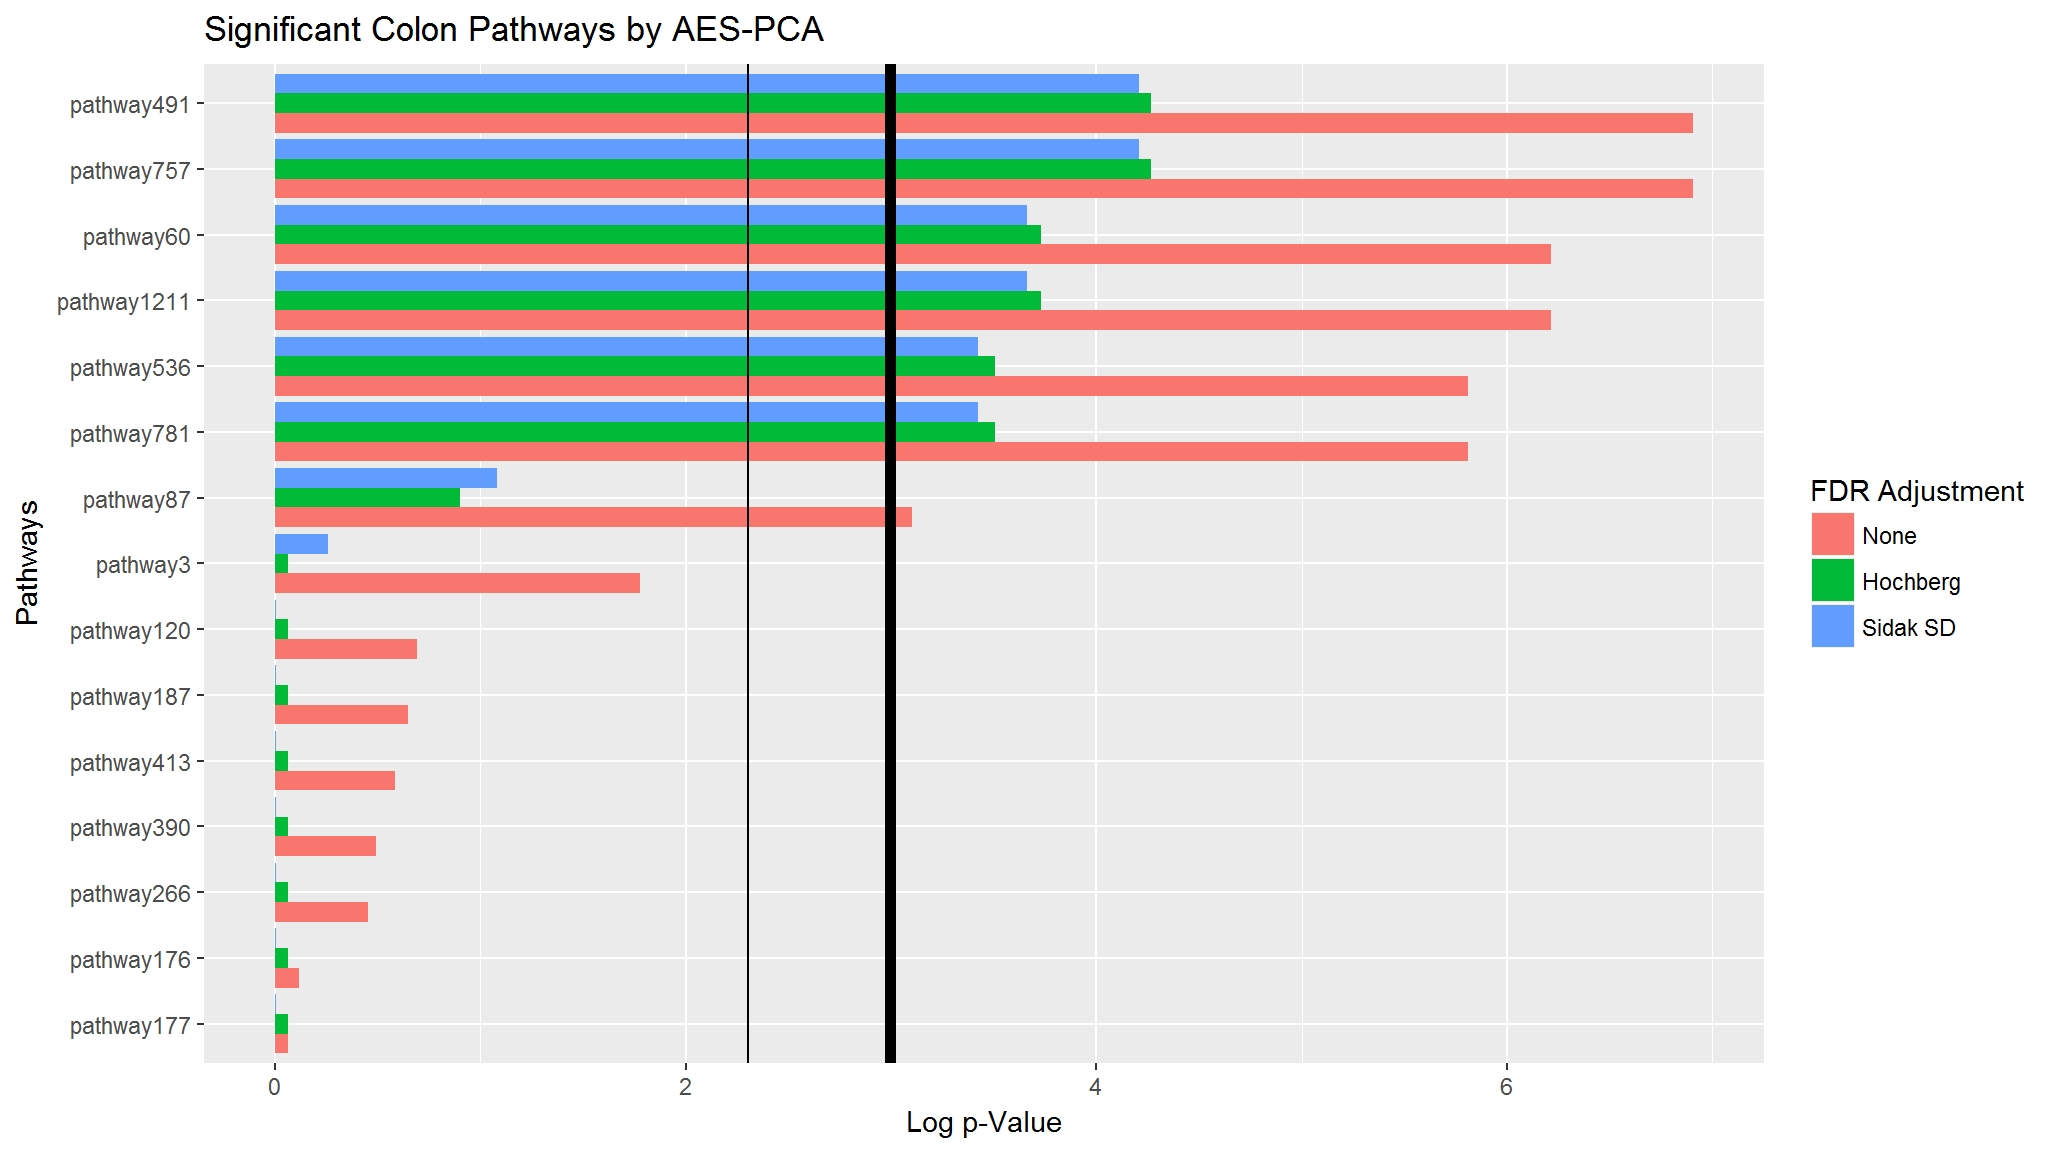 Significant Colon Pathways by AES-PCA
pathway491
pathway757
pathway60
pathway1211
pathway536
pathway781
pathway87
pathway3
pathway120
pathway187
pathway413
pathway390
pathway266
pathway176
pathway177
Pathways
0 2 4 6
Log p-Value
FDR Adjustment
None
Hochberg
Sidak SD